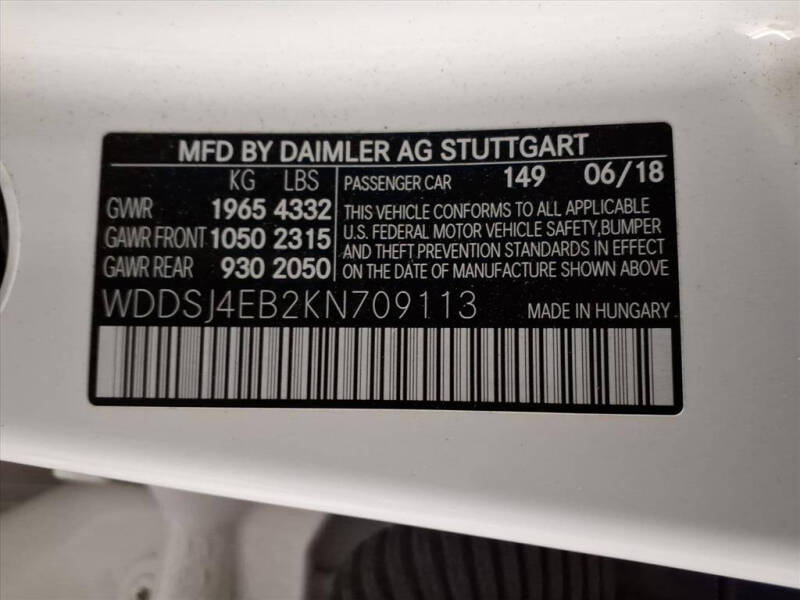 MFD BY DAIMLER AG STUTTGART
KG LBS
GVWR 1965 4332
GAWR FRONT 1050 2315
GAWR REAR 930 2050
PASSENGER CAR 149 06/18
THIS VEHICLE CONFORMS TO ALL APPLICABLE
U.S. FEDERAL MOTOR VEHICLE SAFETY,BUMPER
AND THEFT PREVENTION STANDARDS IN EFFECT
ON THE DATE OF MANUFACTURE SHOWN ABOVE
WDDSJ4EB2KN709113 MADE IN HUNGARY